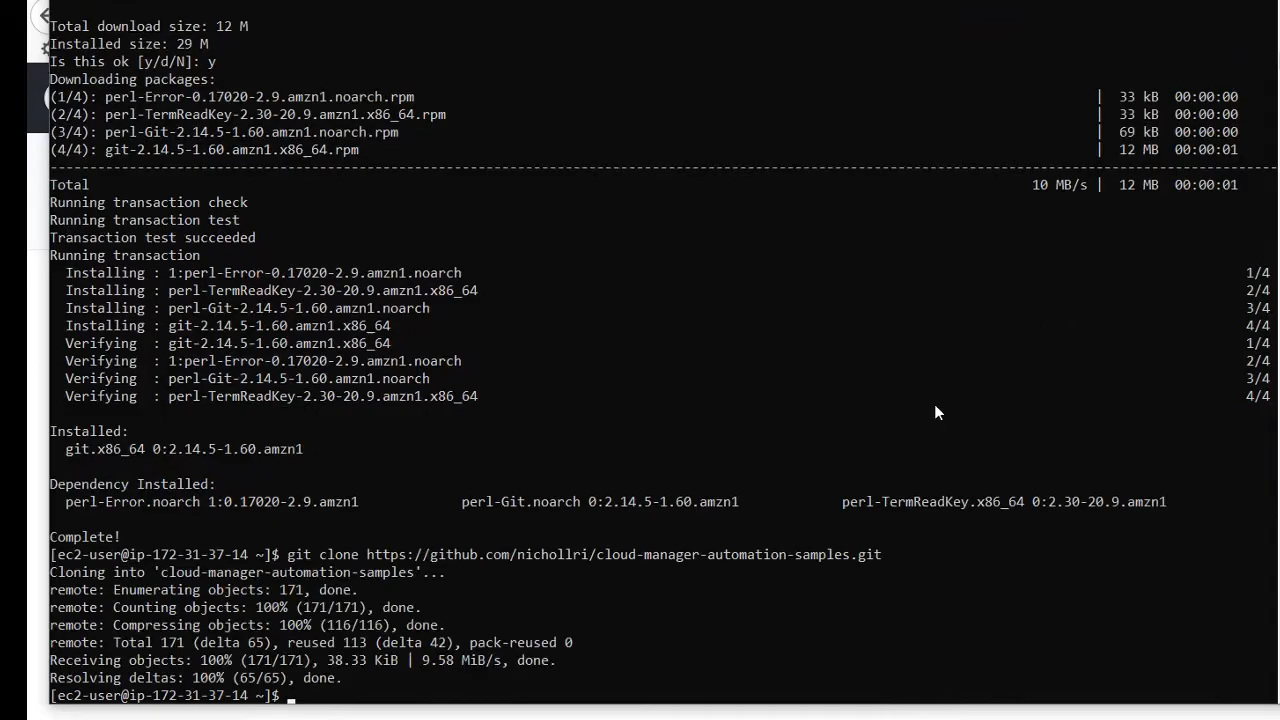 Total download size: 12 M
Installed size: 29 M
Is this ok [y/d/N]: y
Downloading packages:
(1/4): perl-Error-0.17020-2.9.amzn1.noarch.rpm | 33 kB 00:00:00
(2/4): perl-TermReadKey-2.30-20.9.amzn1.x86_64.rpm | 33 kB 00:00:00
(3/4): perl-Git-2.14.5-1.60.amzn1.noarch.rpm | 69 kB 00:00:00
(4/4): git-2.14.5-1.60.amzn1.x86_64.rpm | 12 MB 00:00:01
--------------------------------------------------------------------------------
Total 10 MB/s | 12 MB 00:00:01
Running transaction check
Running transaction test
Transaction test succeeded
Running transaction
Installing : 1:perl-Error-0.17020-2.9.amzn1.noarch 1/4
Installing : perl-TermReadKey-2.30-20.9.amzn1.x86_64 2/4
Installing : perl-Git-2.14.5-1.60.amzn1.noarch 3/4
Installing : git-2.14.5-1.60.amzn1.x86_64 4/4
Verifying : git-2.14.5-1.60.amzn1.x86_64 1/4
Verifying : 1:perl-Error-0.17020-2.9.amzn1.noarch 2/4
Verifying : perl-Git-2.14.5-1.60.amzn1.noarch 3/4
Verifying : perl-TermReadKey-2.30-20.9.amzn1.x86_64 4/4
Installed:
git.x86_64 0:2.14.5-1.60.amzn1
Dependency Installed:
perl-Error.noarch 1:0.17020-2.9.amzn1 perl-Git.noarch 0:2.14.5-1.60.amzn1 perl-TermReadKey.x86_64 0:2.30-20.9.amzn1
Complete!
[ec2-user@ip-172-31-37-14 ~]$ git clone https://github.com/nichollri/cloud-manager-automation-samples.git
Cloning into 'cloud-manager-automation-samples'...
remote: Enumerating objects: 171, done.
remote: Counting objects: 100% (171/171), done.
remote: Compressing objects: 100% (116/116), done.
remote: Total 171 (delta 65), reused 113 (delta 42), pack-reused 0
Receiving objects: 100% (171/171), 38.33 KiB | 9.58 MiB/s, done.
Resolving deltas: 100% (65/65), done.
[ec2-user@ip-172-31-37-14 ~]$